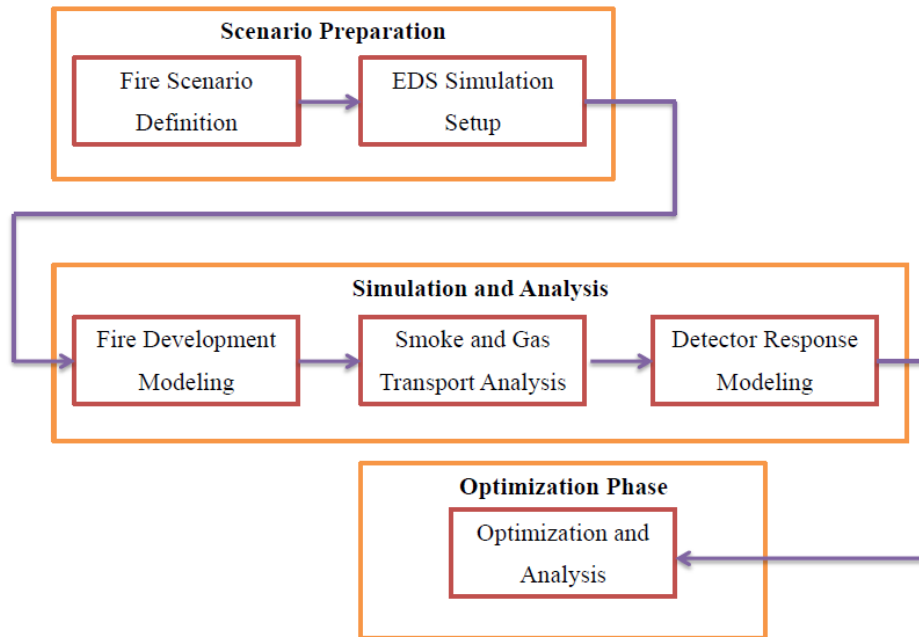 Scenario Preparation
Fire Scenario
Definition
EDS Simulation
Setup
Simulation and Analysis
Fire Development
Modeling
Smoke and Gas
Transport Analysis
Detector Response
Modeling
Optimization Phase
Optimization and
Analysis